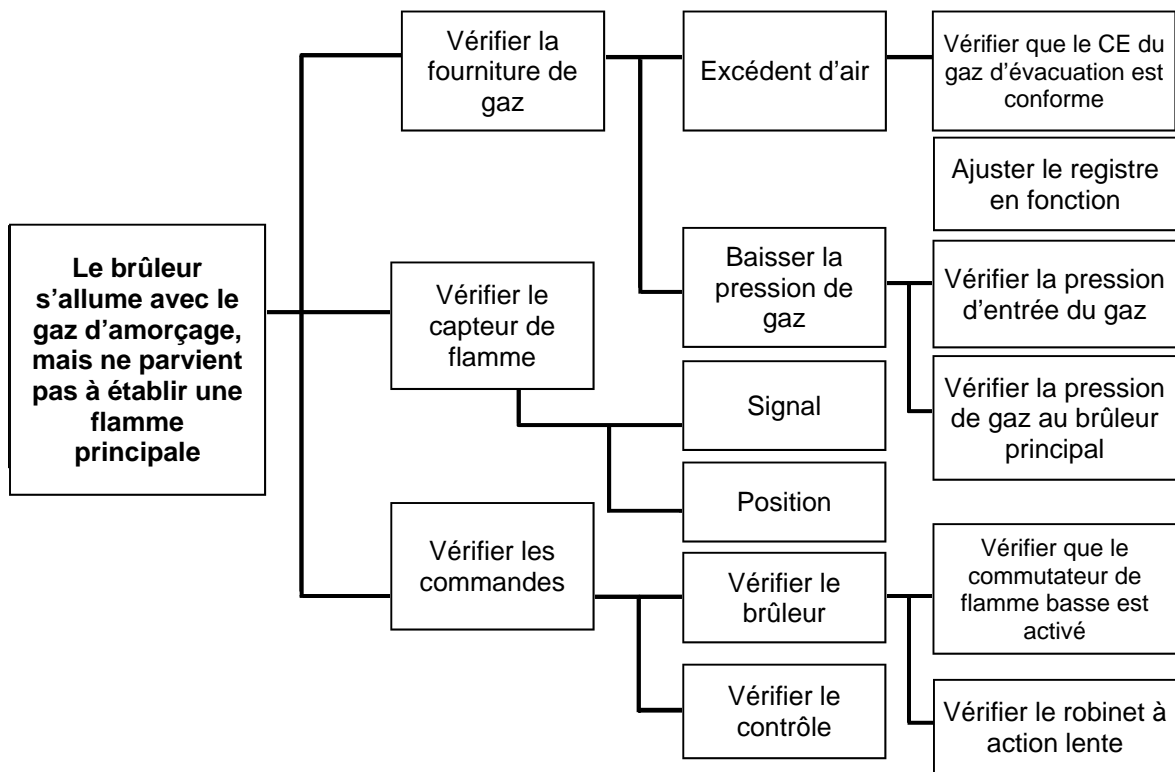 Le brûleur
s’allume avec le
gaz d’amorçage,
mais ne parvient
pas à établir une
flamme
principale
Vérifier la
fourniture de
gaz
Excédent d’air
Vérifier que le CE du
gaz d’évacuation est
conforme
Ajuster le registre
en fonction
Baisser la
pression de
gaz
Vérifier la pression
d’entrée du gaz
Vérifier la pression
de gaz au brûleur
principal
Vérifier le
capteur de
flamme
Signal
Position
Vérifier les
commandes
Vérifier le
brûleur
Vérifier que le
commutateur de
flamme basse est
activé
Vérifier le robinet à
action lente
Vérifier le
contrôle